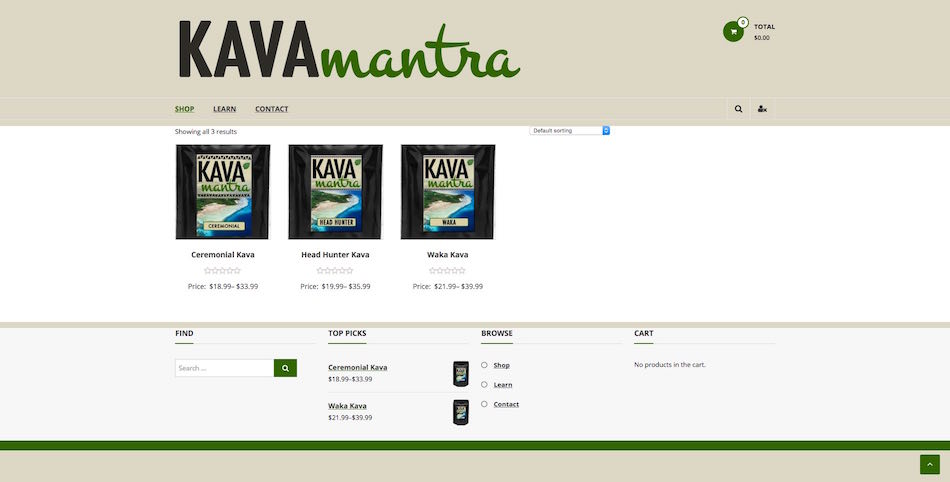 KAVAmantra
0
TOTAL
$0.00
SHOP LEARN CONTACT
Showing all 3 results
Default sorting
KAVA
mantra
CEREMONIAL
KAVA
mantra
HEAD HUNTER
KAVA
mantra
WAKA
Ceremonial Kava
Price: $18.99– $33.99
Head Hunter Kava
Price: $19.99– $35.99
Waka Kava
Price: $21.99– $39.99
FIND
Search ...
TOP PICKS
Ceremonial Kava
$18.99–$33.99
Waka Kava
$21.99–$39.99
BROWSE
Shop
Learn
Contact
CART
No products in the cart.